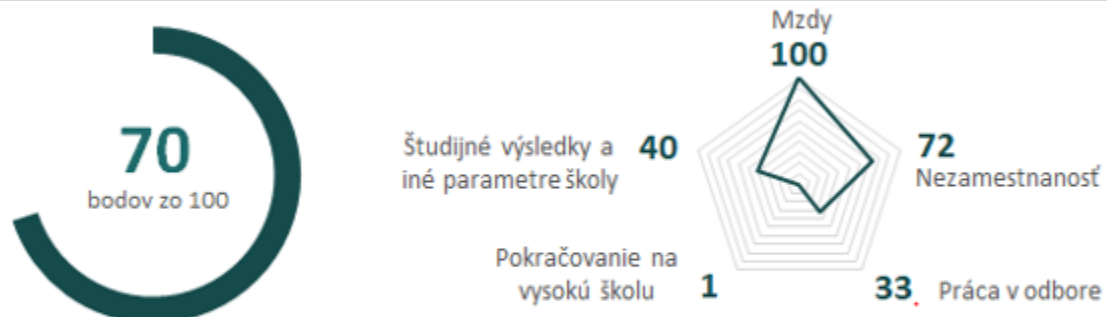 70
bodov zo 100
Mzdy
100
72
Nezamestnanosť
33. Práca v odbore
Pokračovanie na
vysokú školu 1
Študijné výsledky a 40
iné parametre školy